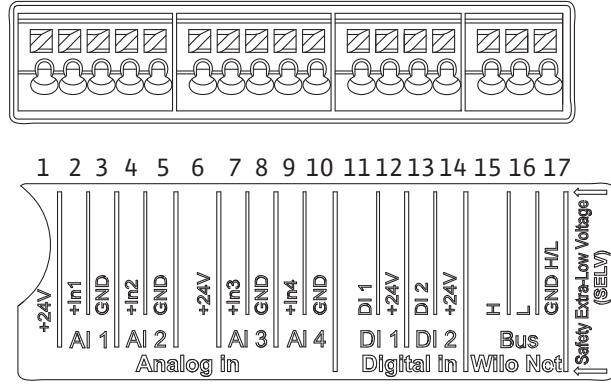 1 2 3 4 5 6 7 8 9 10 11 12 13 14 15 16 17
+24V +In1 GND +In2 GND +24V +In3 GND +In4 GND DI 1 +24V DI 2 +24V H L GND H/L
AI 1 AI 2 AI 3 AI 4 DI 1 DI 2 Bus
Analog in Digital in Wilo Net
Safety Extra-Low Voltage
(SELV)